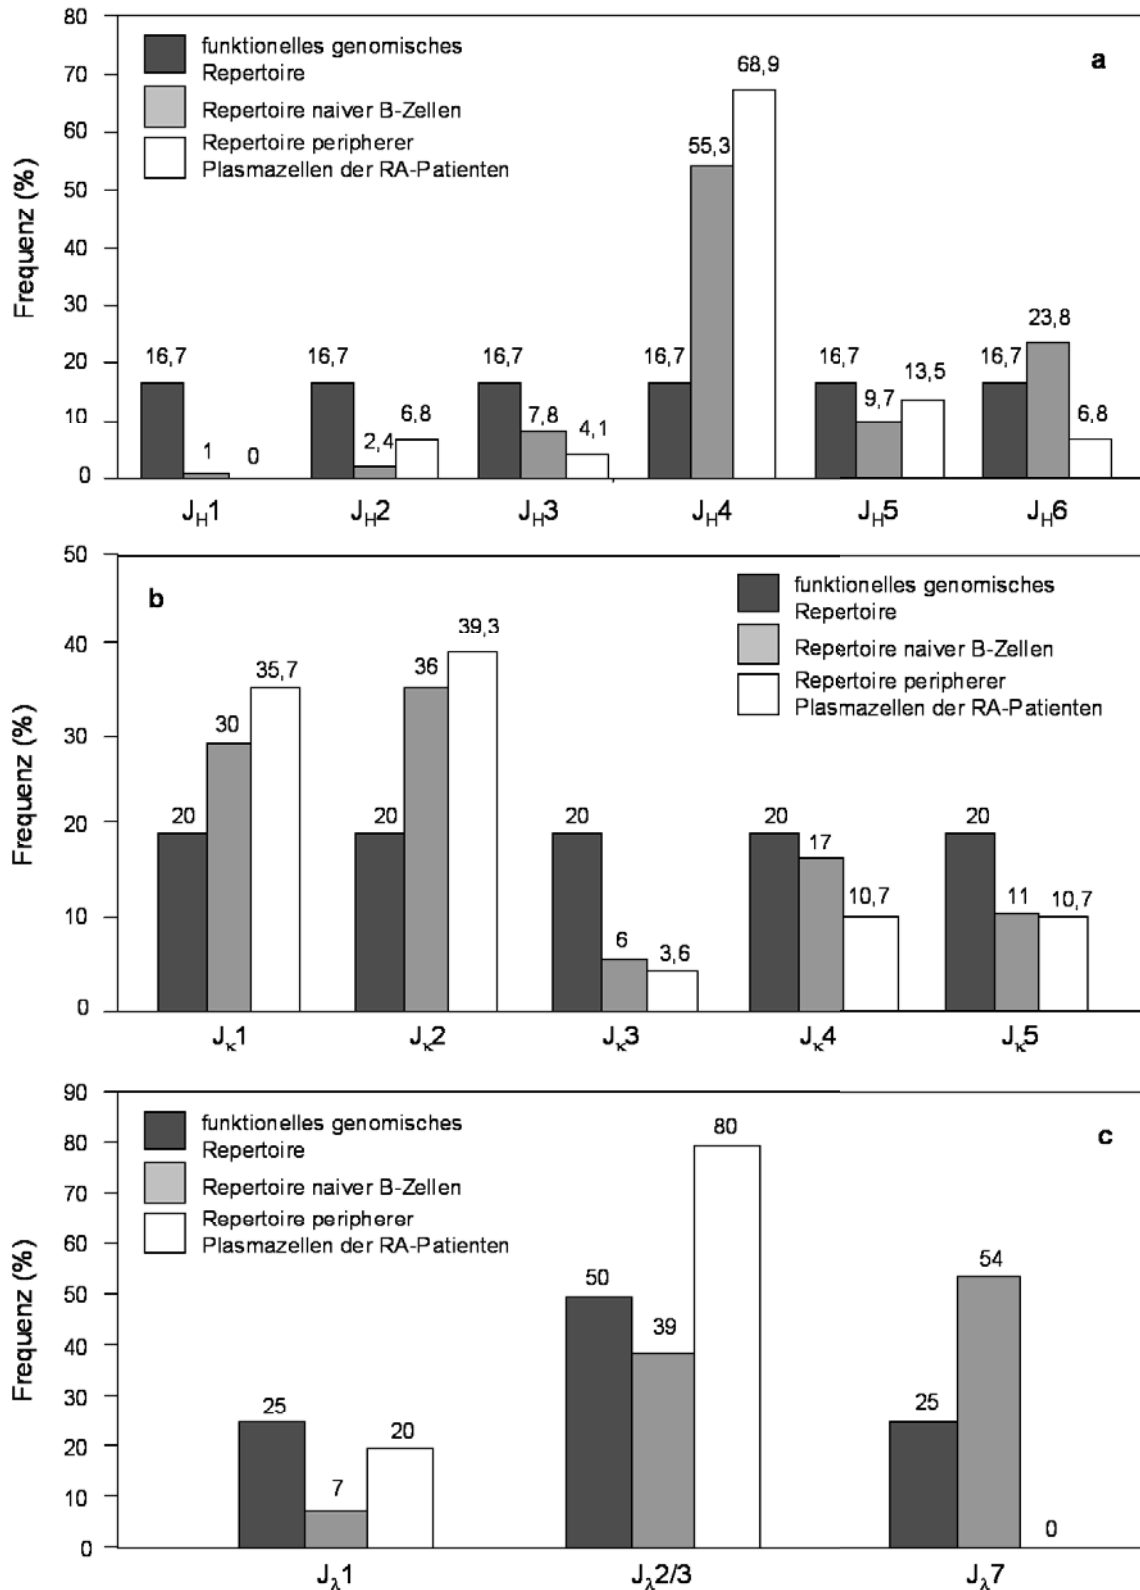 80
70
60
50
40
30
20
10
0
Frequenz (%)
funktionelles genomisches
Repertoire
Repertoire naiver B-Zellen
Repertoire peripherer
Plasmazellen der RA-Patienten
a
16,7
1
0
16,7
2,4
6,8
16,7
7,8
4,1
16,7
55,3
68,9
16,7
9,7
13,5
16,7
23,8
6,8
JH1
JH2
JH3
JH4
JH5
JH6
50
40
30
20
10
0
Frequenz (%)
b
funktionelles genomisches
Repertoire
Repertoire naiver B-Zellen
Repertoire peripherer
Plasmazellen der RA-Patienten
20
30
35,7
20
36
39,3
20
6
3,6
20
17
10,7
20
11
10,7
Jκ1
Jκ2
Jκ3
Jκ4
Jκ5
90
80
70
60
50
40
30
20
10
0
Frequenz (%)
funktionelles genomisches
Repertoire
Repertoire naiver B-Zellen
Repertoire peripherer
Plasmazellen der RA-Patienten
c
25
7
20
50
39
80
25
54
0
Jλ1
Jλ2/3
Jλ7